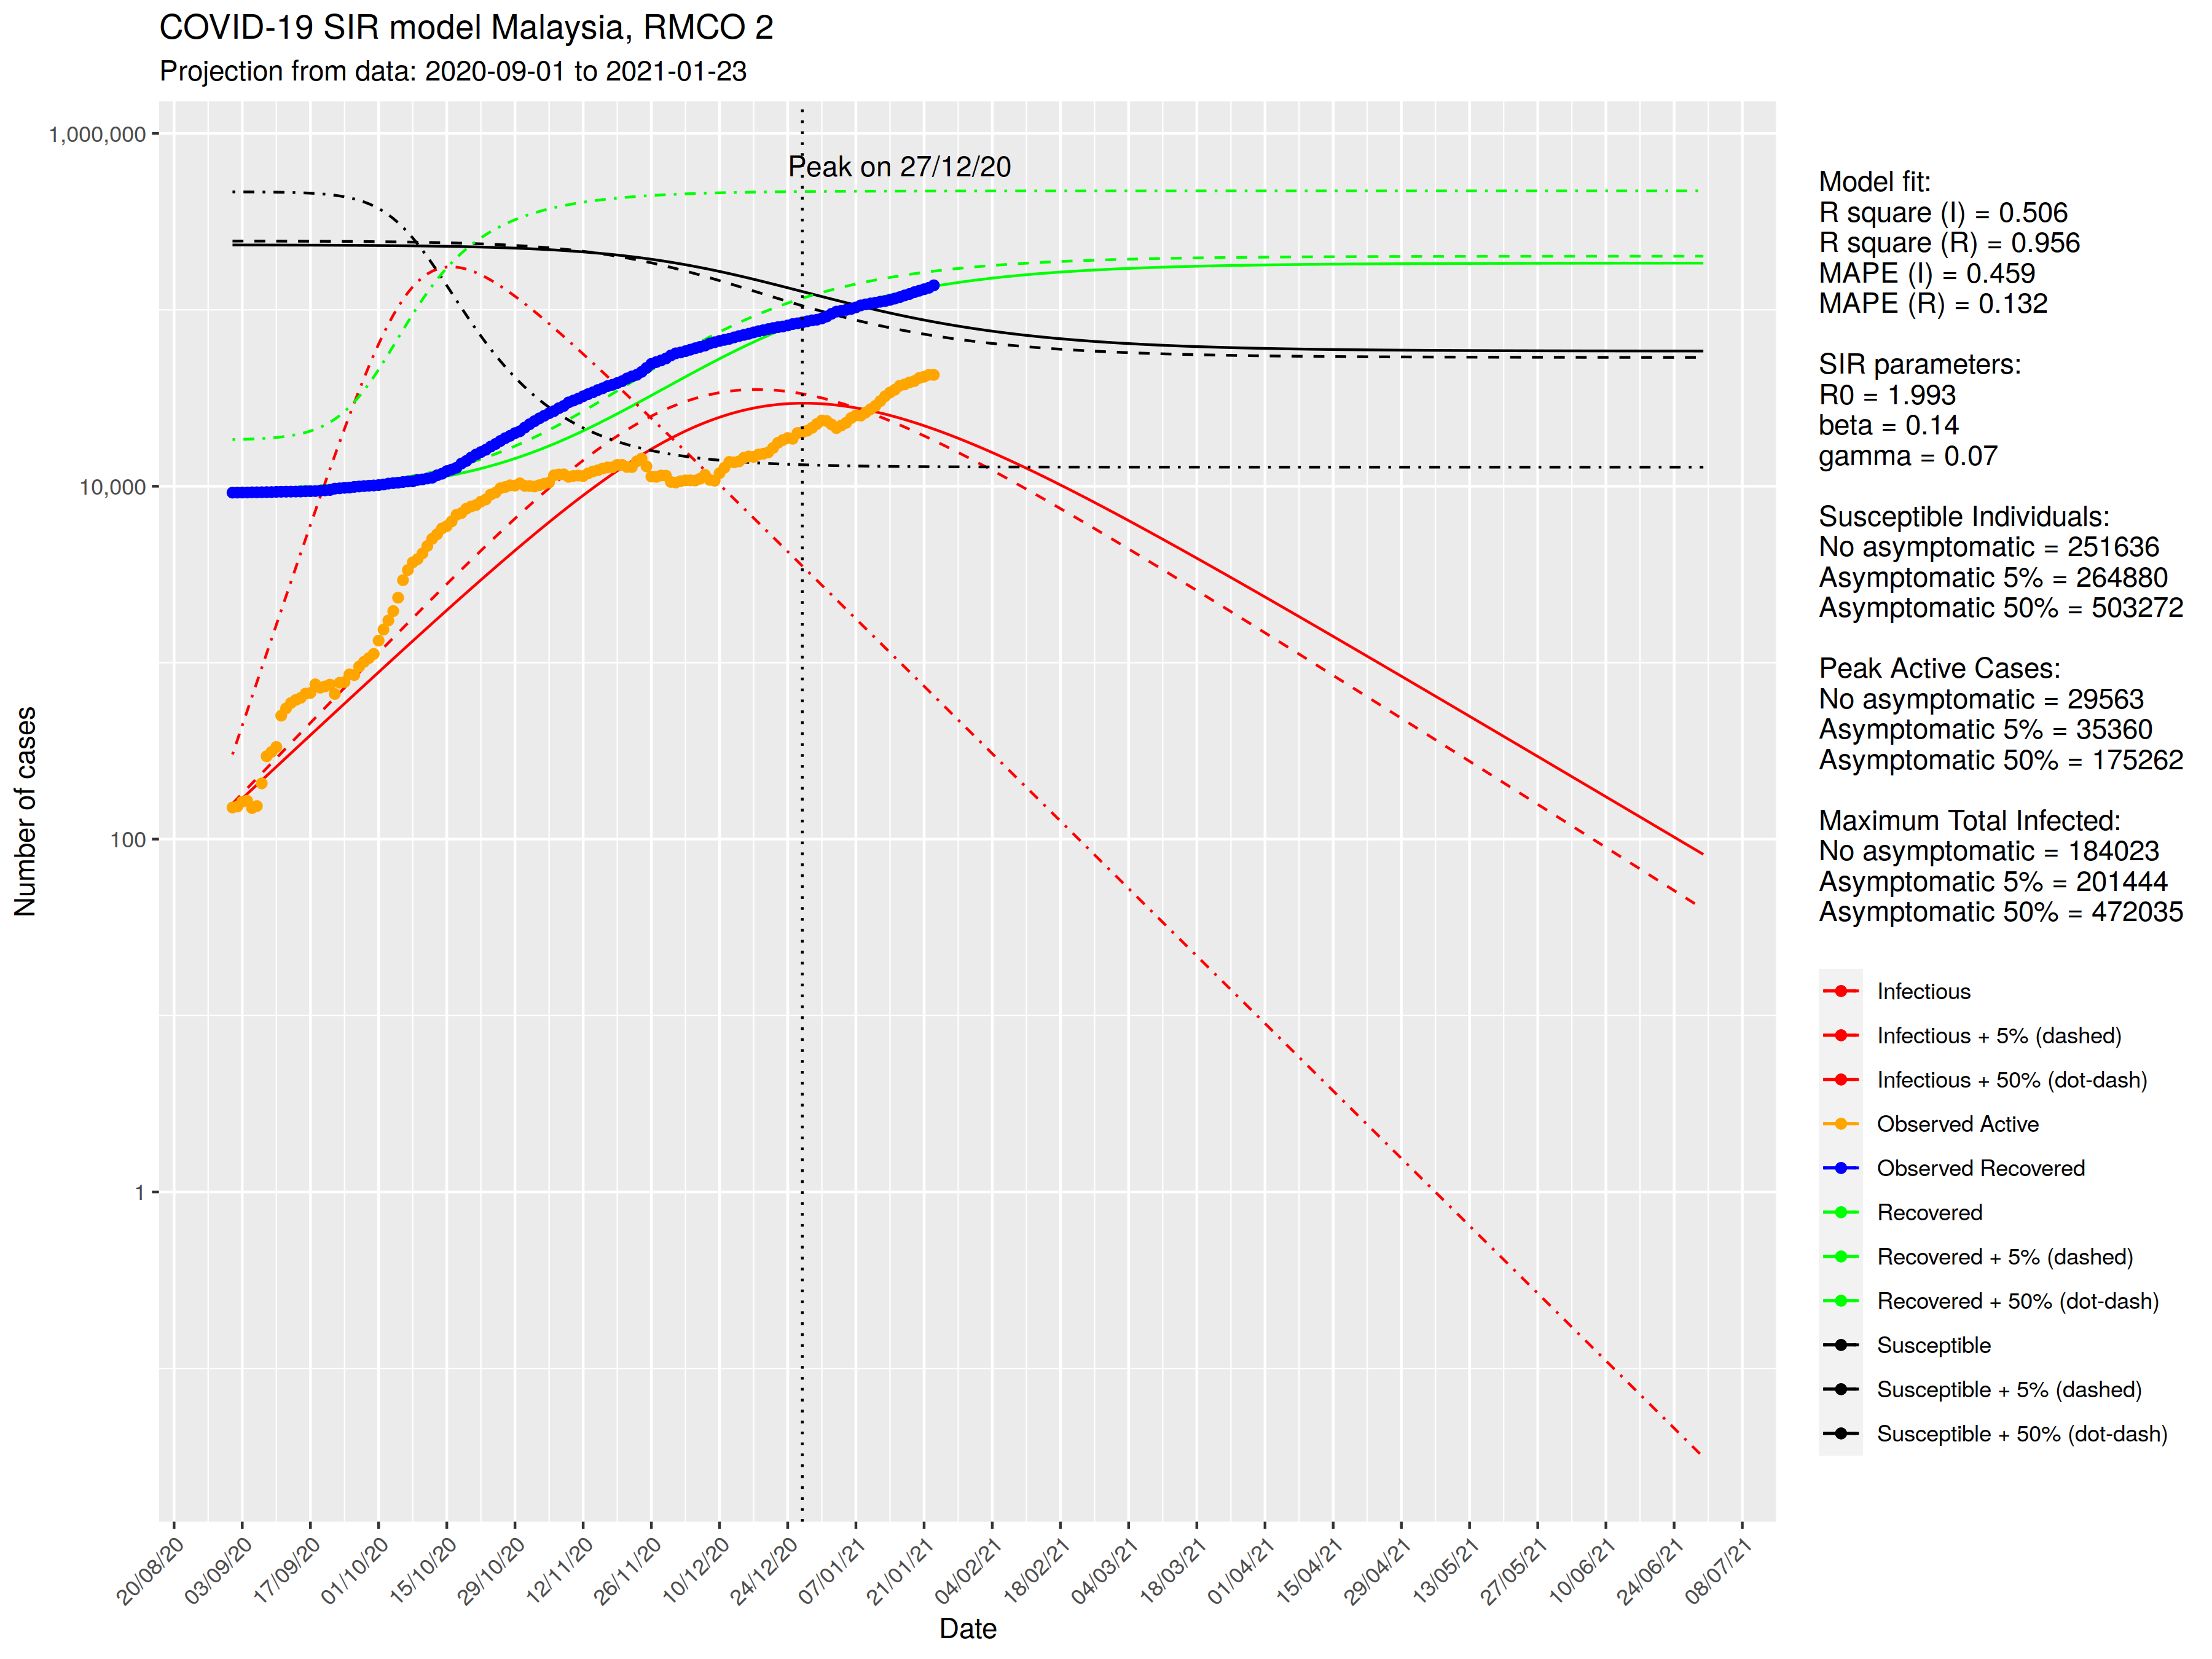 COVID-19 SIR model Malaysia, RMCO 2
Projection from data: 2020-09-01 to 2021-01-23
1,000,000
10,000
100
1
Number of cases
Peak on 27/12/20
20/08/20
03/09/20
17/09/20
01/10/20
15/10/20
29/10/20
12/11/20
26/11/20
10/12/20
24/12/20
07/01/21
21/01/21
04/02/21
18/02/21
04/03/21
18/03/21
01/04/21
15/04/21
29/04/21
13/05/21
27/05/21
10/06/21
24/06/21
08/07/21
Date
Model fit:
R square (I) = 0.506
R square (R) = 0.956
MAPE (I) = 0.459
MAPE (R) = 0.132
SIR parameters:
R0 = 1.993
beta = 0.14
gamma = 0.07
Susceptible Individuals:
No asymptomatic = 251636
Asymptomatic 5% = 264880
Asymptomatic 50% = 503272
Peak Active Cases:
No asymptomatic = 29563
Asymptomatic 5% = 35360
Asymptomatic 50% = 175262
Maximum Total Infected:
No asymptomatic = 184023
Asymptomatic 5% = 201444
Asymptomatic 50% = 472035
Infectious
Infectious + 5% (dashed)
Infectious + 50% (dot-dash)
Observed Active
Observed Recovered
Recovered
Recovered + 5% (dashed)
Recovered + 50% (dot-dash)
Susceptible
Susceptible + 5% (dashed)
Susceptible + 50% (dot-dash)